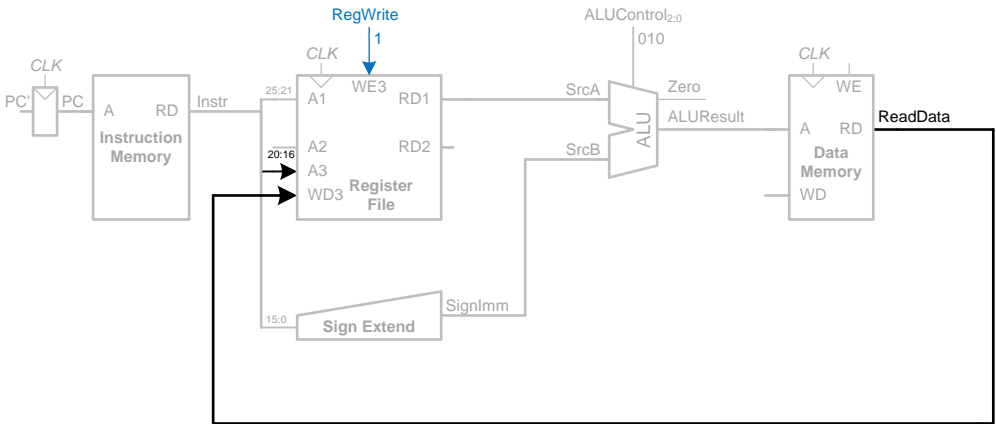 RegWrite
1
ALUControl2:0
010
CLK
PC'
PC
A
RD
Instruction
Memory
Instr
25:21
20:16
15:0
CLK
WE3
A1
RD1
A2
RD2
A3
WD3
Register
File
Sign Extend
SignImm
SrcA
SrcB
ALU
Zero
ALUResult
CLK
WE
A
RD
Data
Memory
WD
ReadData